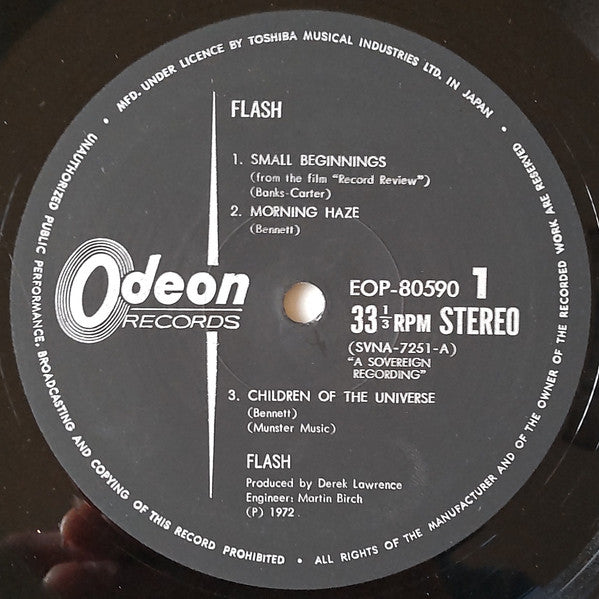 • MFD. UNDER LICENCE BY TOSHIBA MUSICAL INDUSTRIES LTD. IN JAPAN •
FLASH
1. SMALL BEGINNINGS
(from the film "Record Review")
(Banks-Carter)
2. MORNING HAZE
(Bennett)
Odeon
RECORDS
EOP-80590 1
33 1/3 RPM STEREO
(SVNA-7251-A)
"A SOVEREIGN
REGORDING"
3. CHILDREN OF THE UNIVERSE
(Bennett)
(Munster Music)
FLASH
Produced by Derek Lawrence
Engineer: Martin Birch
(P) 1972
UNAUTHORIZED PUBLIC PERFORMANCE, BROADCASTING AND COPYING OF THIS RECORD PROHIBITED • ALL RIGHTS OF THE MANUFACTURER AND OF THE OWNER OF THE RECORDED WORK ARE RESERVED